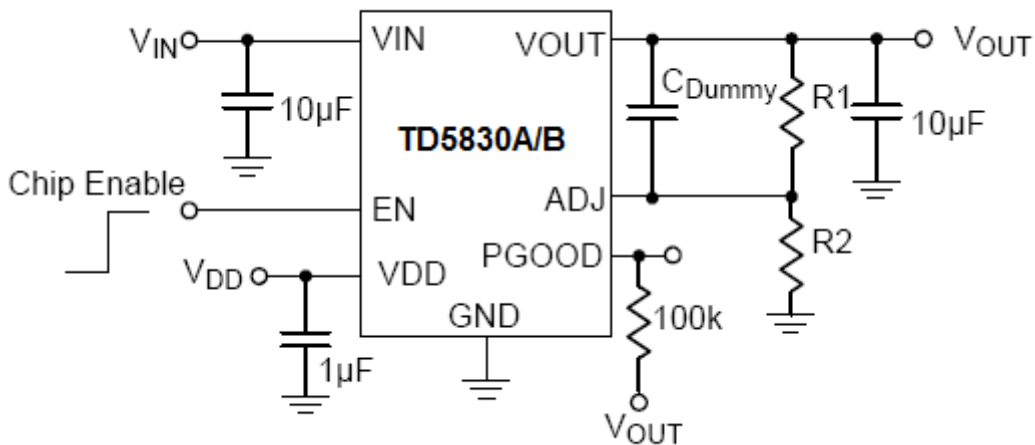 VIN
VIN
VOUT
VOUT
CDummy
R1
10µF
10µF
TD5830A/B
Chip Enable
EN
ADJ
R2
PGOOD
VDD
VDD
GND
100k
1µF
VOUT